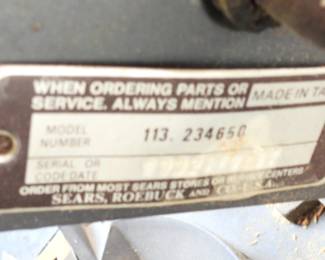 WHEN ORDERING PARTS OR
SERVICE, ALWAYS MENTION
MADE IN TA
MODEL
NUMBER
113. 234650
SERIAL OR
CODE DATE
ORDER FROM MOST SEARS STORES OR CENTERS
SEARS, ROEBUCK AND